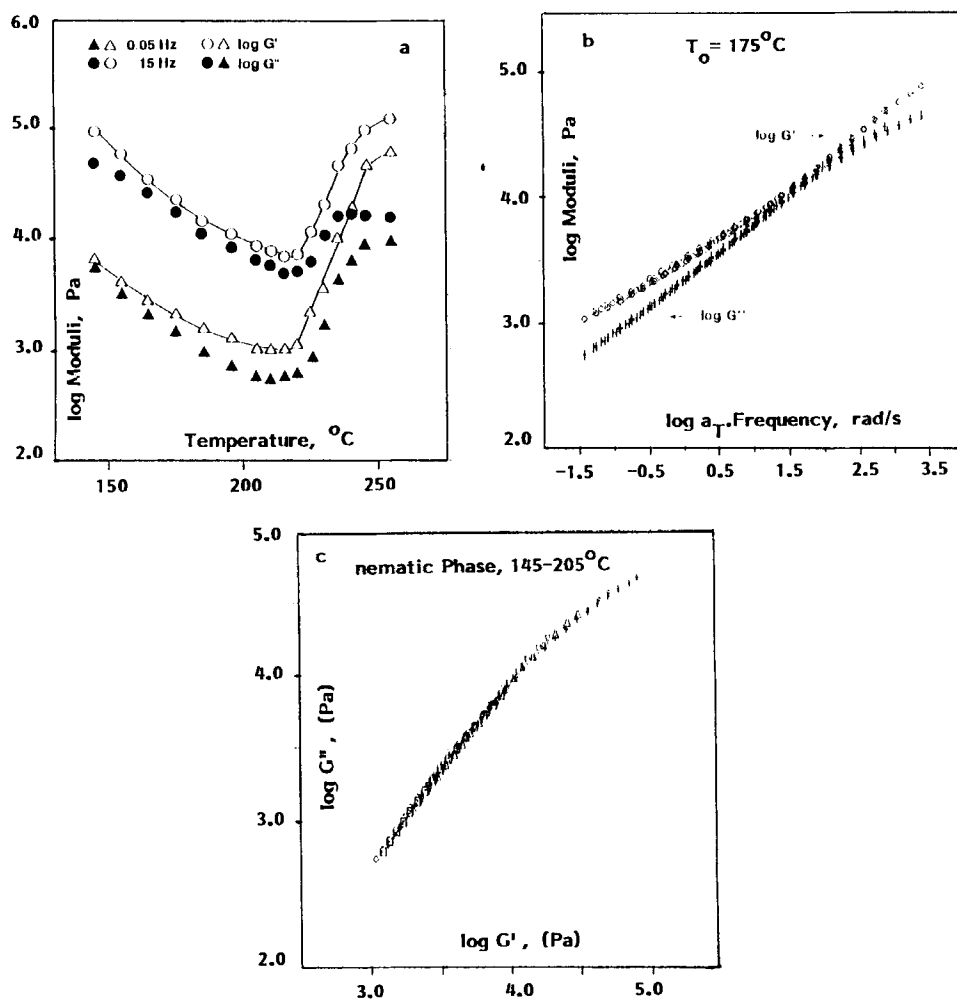 6.0
5.0
4.0
3.0
2.0
log Moduli, Pa
▲△ 0.05 Hz ○△ log G'
●○ 15 Hz ●▲ log G"
a
Temperature, °C
150 200 250
b
T₀ = 175°C
5.0
4.0
3.0
2.0
log Moduli, Pa
log G'
log G"
log a_T.Frequency, rad/s
-1.5 -0.5 0.5 1.5 2.5 3.5
c
nematic Phase, 145-205°C
5.0
4.0
3.0
2.0
log G" , (Pa)
log G' , (Pa)
3.0 4.0 5.0